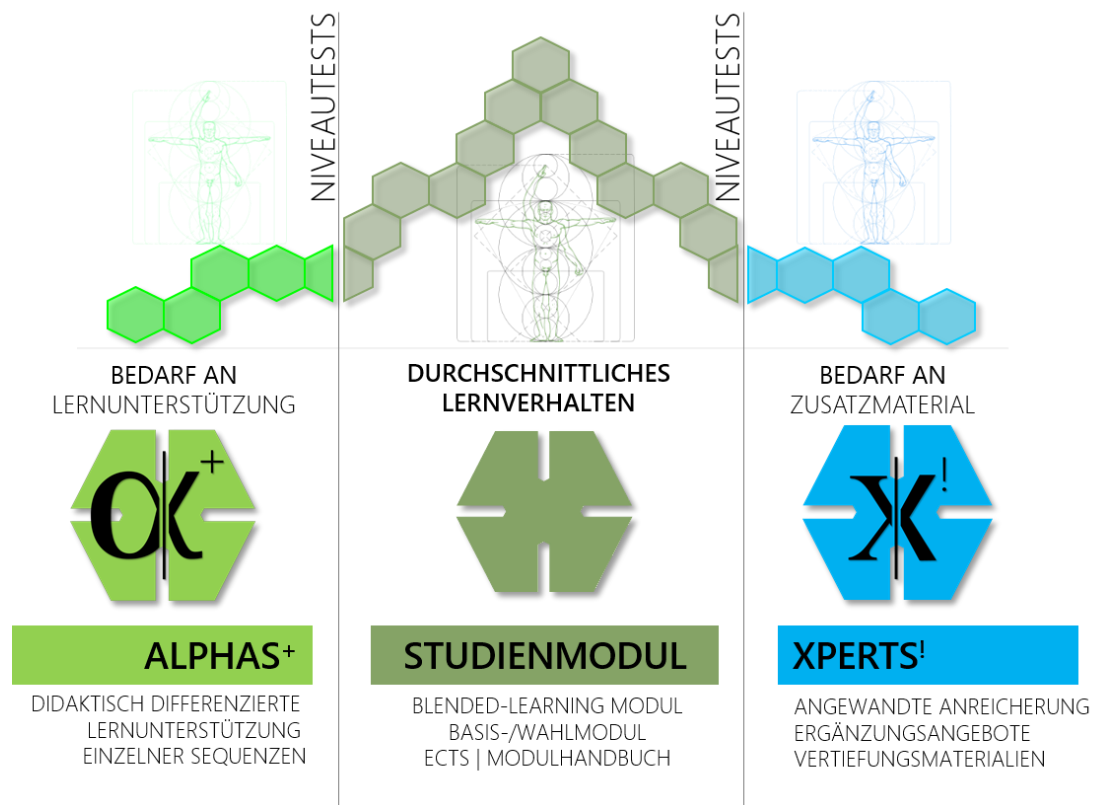 NIVEAUTESTS
NIVEAUTESTS
BEDARF AN
LERNUNTERSTÜTZUNG
α+
ALPHAS+
DIDAKTISCH DIFFERENZIERTE
LERNUNTERSTÜTZUNG
EINZELNER SEQUENZEN
DURCHSCHNITTLICHES
LERNVERHALTEN
STUDIENMODUL
BLENDED-LEARNING MODUL
BASIS-/WAHLMODUL
ECTS | MODULHANDBUCH
BEDARF AN
ZUSATZMATERIAL
X!
XPERTS!
ANGEWANDTE ANREICHERUNG
ERGÄNZUNGSANGEBOTE
VERTIEFUNGSMATERIALIEN